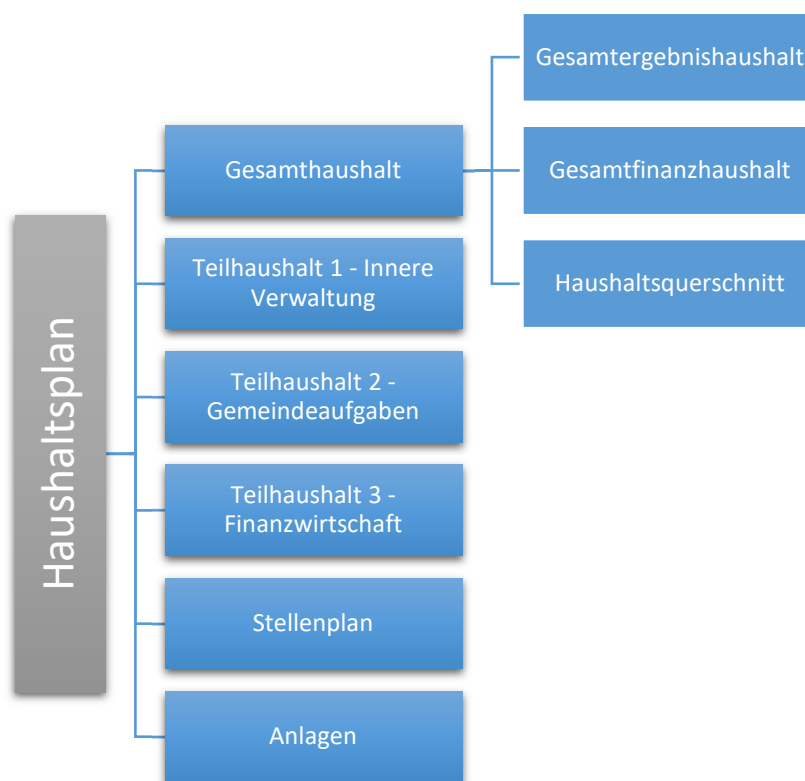 Haushaltsplan
Gesamthaushalt
Teilhaushalt 1 - Innere
Verwaltung
Teilhaushalt 2 -
Gemeindeaufgaben
Teilhaushalt 3 -
Finanzwirtschaft
Stellenplan
Anlagen
Gesamtergebnishaushalt
Gesamtfinanzhaushalt
Haushaltsquerschnitt